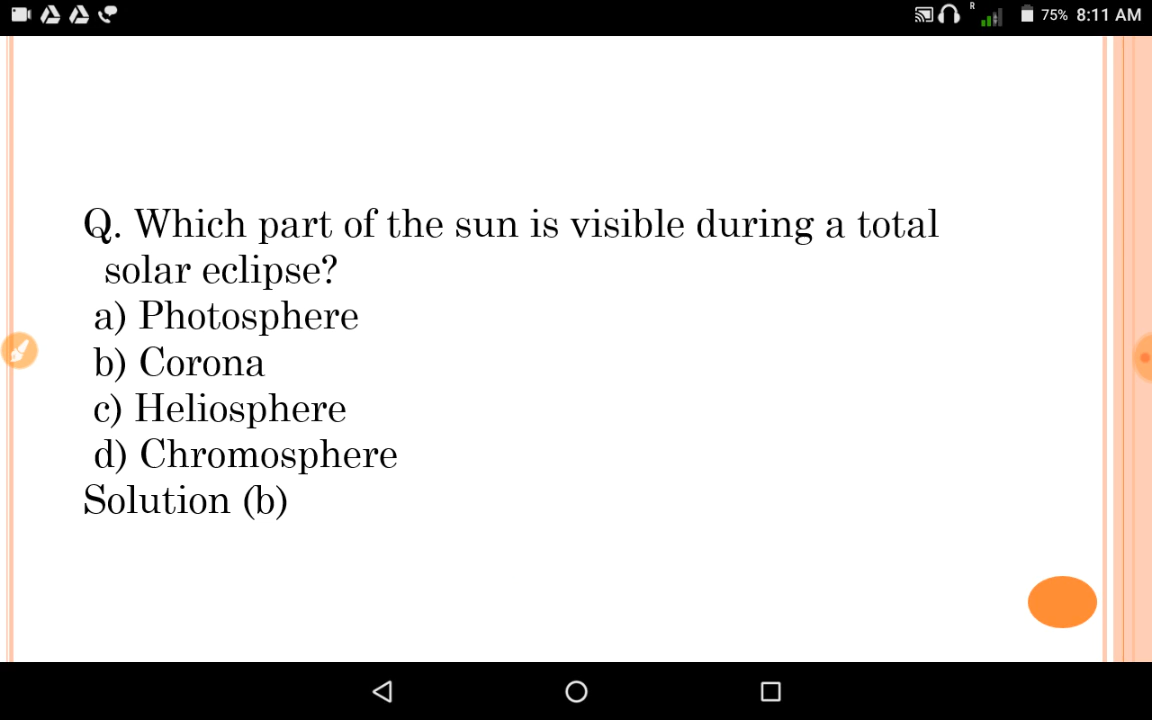 R
75% 8:11 AM
Q. Which part of the sun is visible during a total
solar eclipse?
a) Photosphere
b) Corona
c) Heliosphere
d) Chromosphere
Solution (b)